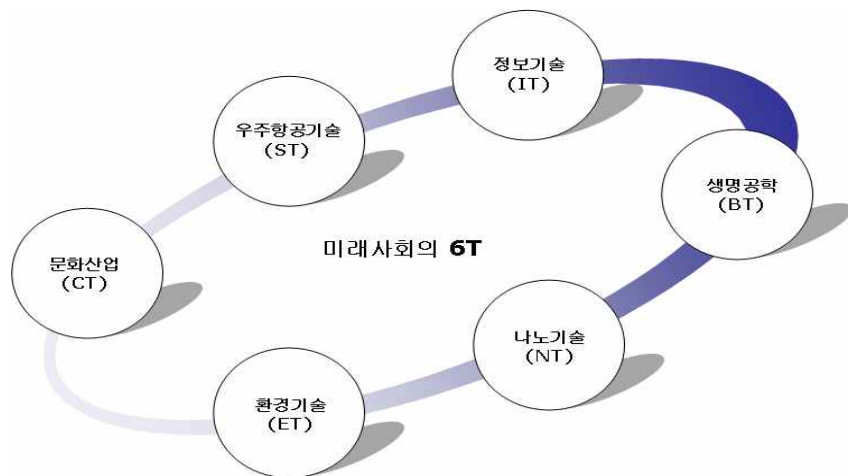 정보기술
(IT)
우주항공기술
(ST)
생명공학
(BT)
미래사회의 6T
문화산업
(CT)
나노기술
(NT)
환경기술
(ET)